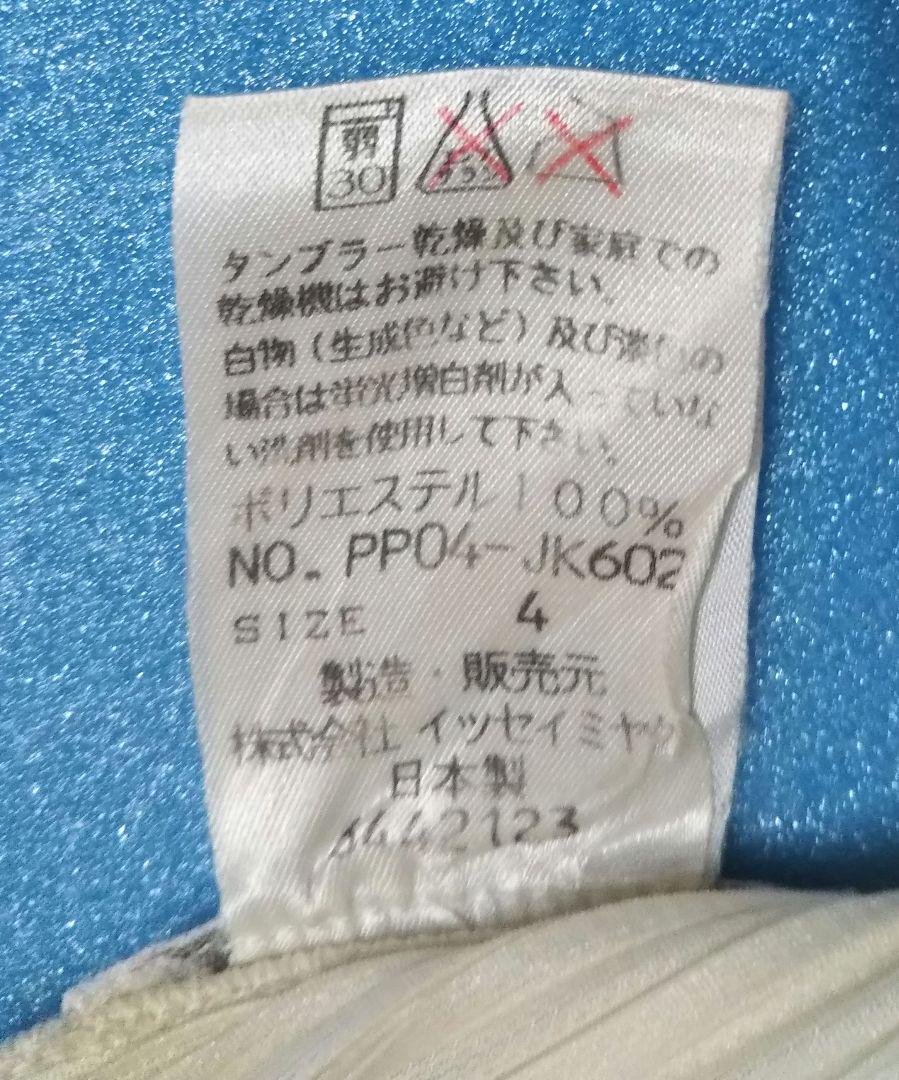 弱
30
タンブラー乾燥及び家庭での
乾燥機はお避け下さい。
白物(生成色など)及び淡色の
場合は蛍光増白剤が入っていな
い洗剤を使用して下さい。
ポリエステル100%
NO. PP04-JK602
SIZE 4
製造・販売元
株式会社 イッセイミヤケ
日本製
442123